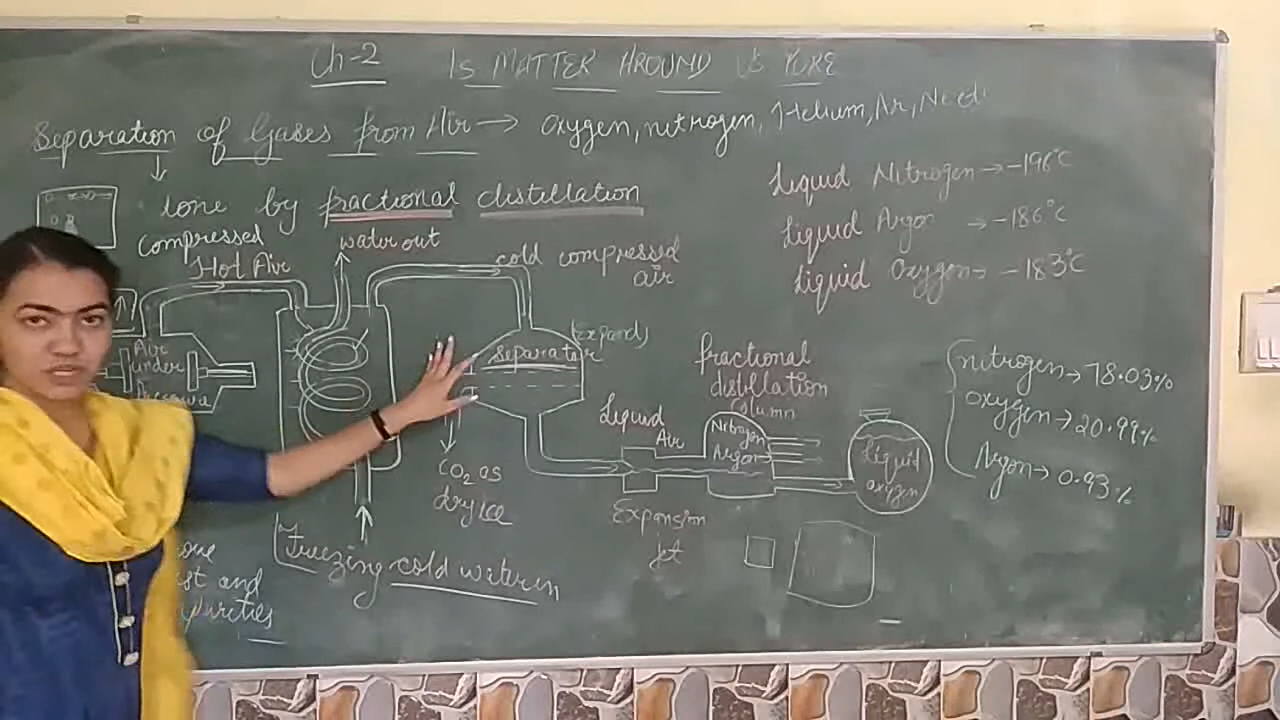 Ch-2 IS MATTER AROUND US PURE
Separation of Gases from Air → Oxygen, nitrogen, Helium, Ar, Ne etc
Done by fractional distillation
Liquid Nitrogen → -196°C
Liquid Argon → -186°C
Liquid Oxygen → -183°C
compressed
Hot Air
water out
cold compressed
air
Air
under
Pressure
(Expand)
Separator
CO₂ as
dry Ice
Freezing cold water in
Liquid
Air
Expansion
jet
fractional
distillation
column
Nitrogen
Argon
Liquid
oxygen
nitrogen → 78.03%
oxygen → 20.99%
Argon → 0.93%
and